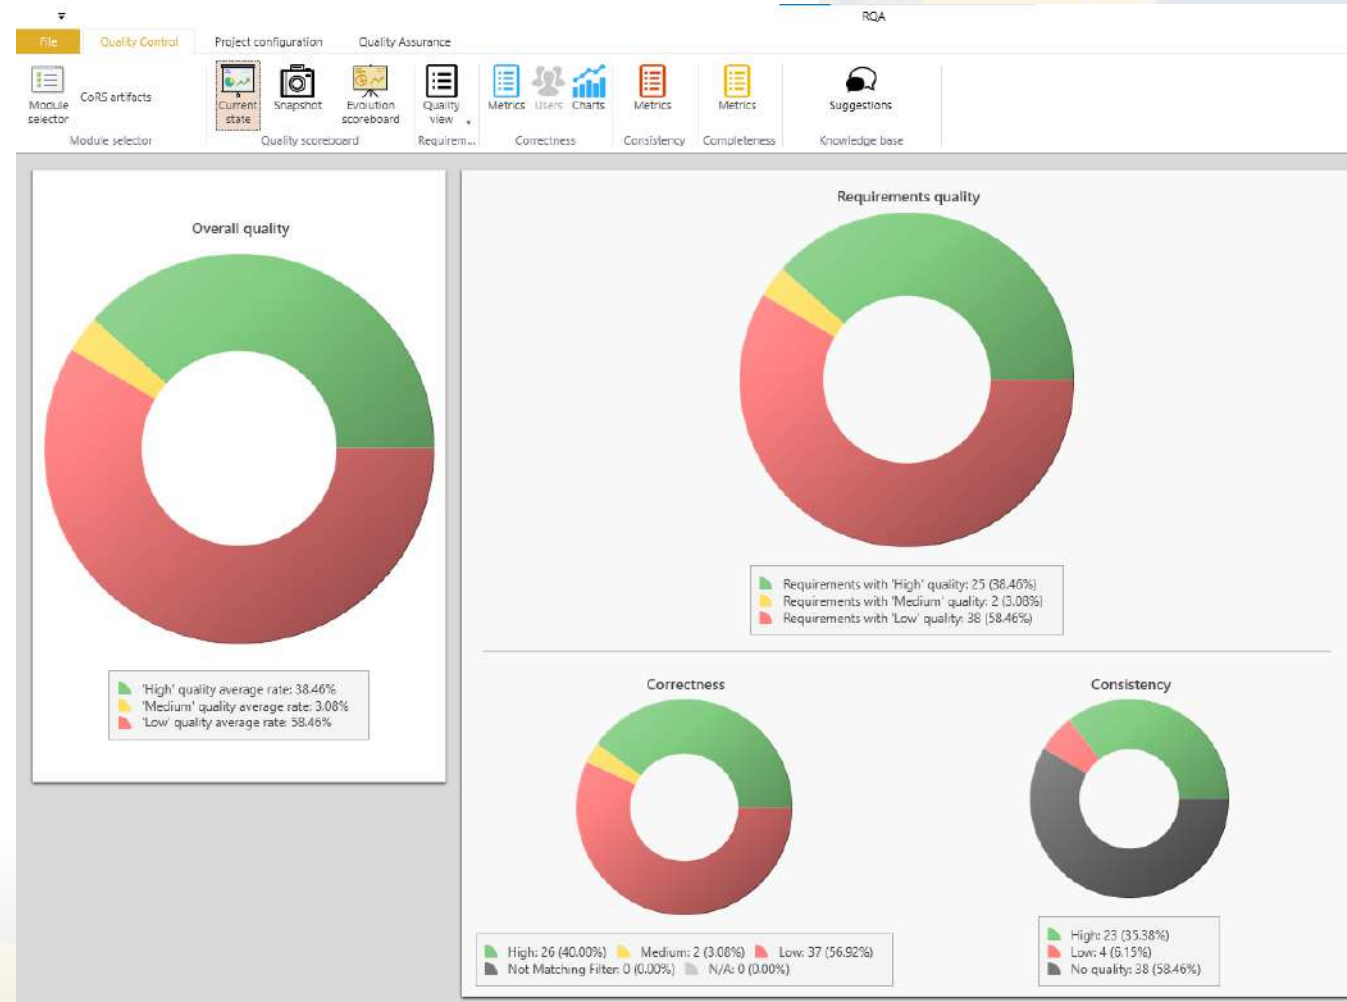 RQA
File Quality Control Project configuration Quality Assurance
Module selector CoRS artifacts Current state Snapshot Evolution scoreboard Quality view Metrics Users Charts Metrics Metrics Suggestions
Module selector Quality scoreboard Requirem... Correctness Consistency Completeness Knowledge base
Overall quality
'High' quality average rate: 38.46%
'Medium' quality average rate: 3.08%
'Low' quality average rate: 58.46%
Requirements quality
Requirements with 'High' quality: 25 (38.46%)
Requirements with 'Medium' quality: 2 (3.08%)
Requirements with 'Low' quality: 38 (58.46%)
Correctness
High: 26 (40.00%) Medium: 2 (3.08%) Low: 37 (56.92%)
Not Matching Filter: 0 (0.00%) N/A: 0 (0.00%)
Consistency
High: 23 (35.38%)
Low: 4 (6.15%)
No quality: 38 (58.46%)